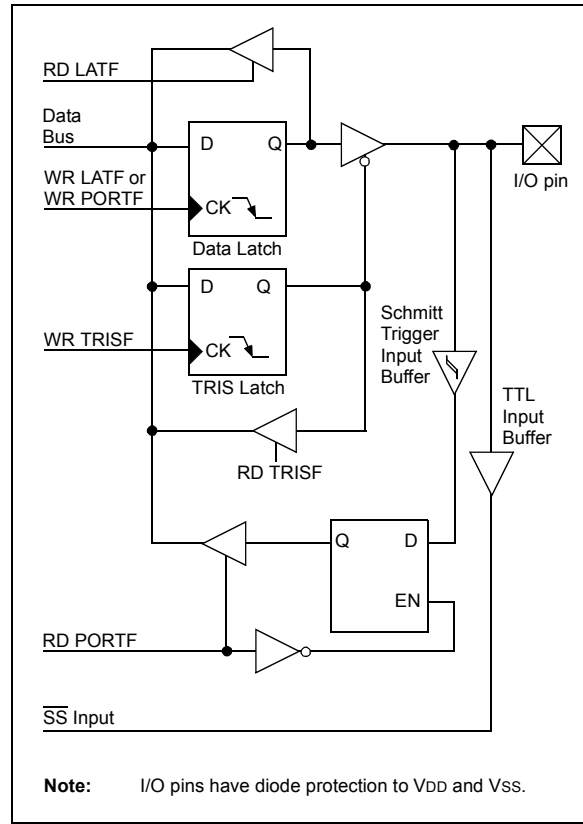 RD LATF
Data
Bus
D
Q
I/O pin
WR LATF or
WR PORTF
CK
Data Latch
D
Q
Schmitt
Trigger
Input
Buffer
WR TRISF
CK
TRIS Latch
TTL
Input
Buffer
RD TRISF
Q
D
EN
RD PORTF
SS Input
Note: I/O pins have diode protection to VDD and VSS.